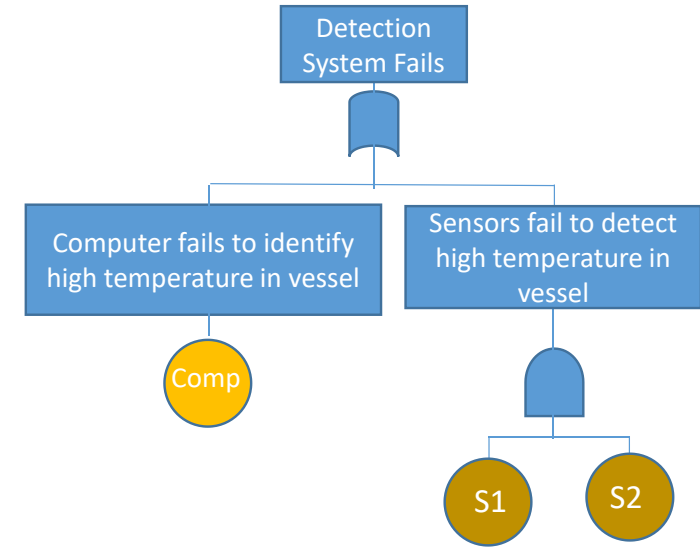 Detection
System Fails
Computer fails to identify
high temperature in vessel
Sensors fail to detect
high temperature in
vessel
Comp
S1
S2